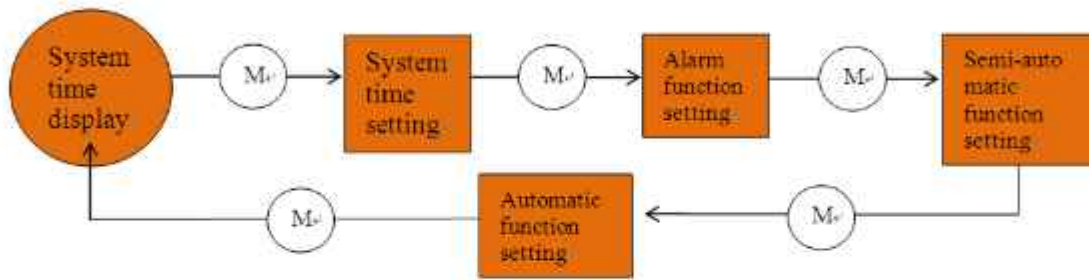 System
time
display
M↵
System
time
setting
M↵
Alarm
function
setting
M↵
Semi-auto
matic
function
setting
M↵
Automatic
function
setting
M↵